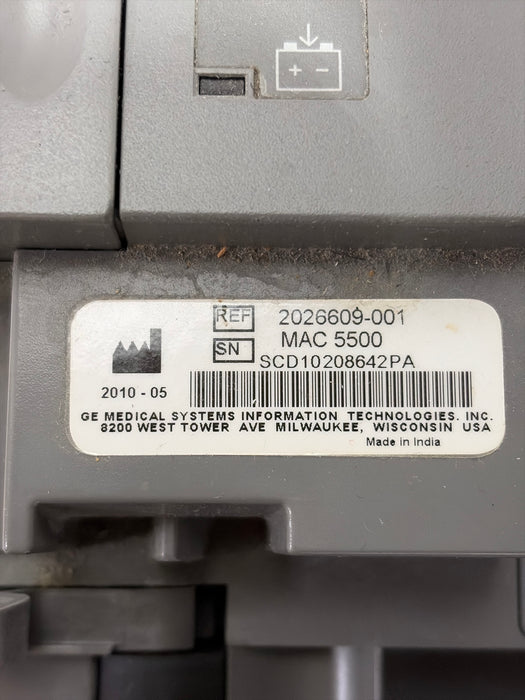 + -
REF 2026609-001
MAC 5500
SN SCD10208642PA
2010 - 05
GE MEDICAL SYSTEMS INFORMATION TECHNOLOGIES. INC.
8200 WEST TOWER AVE MILWAUKEE, WISCONSIN USA
Made in India